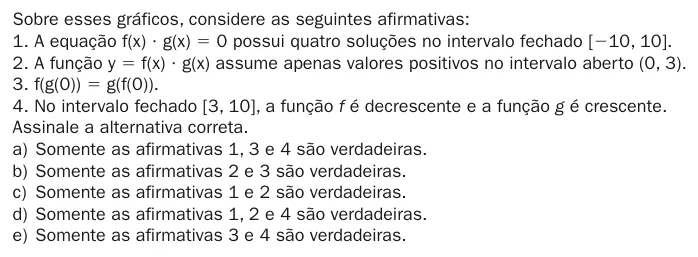 Sobre esses gráficos, considere as seguintes afirmativas:
1. A equação f(x) · g(x) = 0 possui quatro soluções no intervalo fechado [−10, 10].
2. A função y = f(x) · g(x) assume apenas valores positivos no intervalo aberto (0, 3).
3. f(g(0)) = g(f(0)).
4. No intervalo fechado [3, 10], a função f é decrescente e a função g é crescente.
Assinale a alternativa correta.
a) Somente as afirmativas 1, 3 e 4 são verdadeiras.
b) Somente as afirmativas 2 e 3 são verdadeiras.
c) Somente as afirmativas 1 e 2 são verdadeiras.
d) Somente as afirmativas 1, 2 e 4 são verdadeiras.
e) Somente as afirmativas 3 e 4 são verdadeiras.